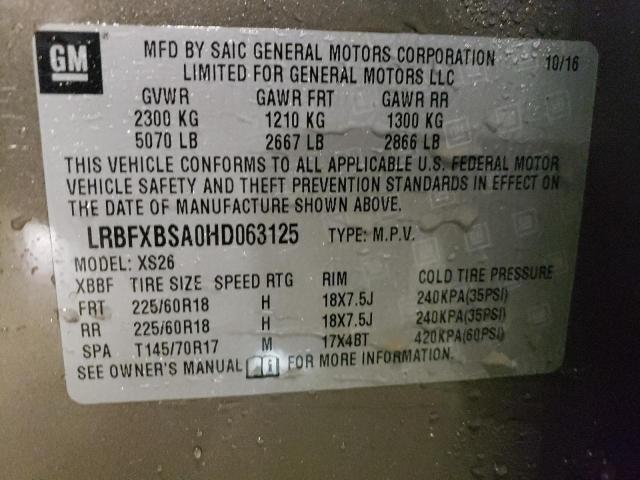 GM
MFD BY SAIC GENERAL MOTORS CORPORATION 10/16
LIMITED FOR GENERAL MOTORS LLC
GVWR GAWR FRT GAWR RR
2300 KG 1210 KG 1300 KG
5070 LB 2667 LB 2866 LB
THIS VEHICLE CONFORMS TO ALL APPLICABLE U.S. FEDERAL MOTOR
VEHICLE SAFETY AND THEFT PREVENTION STANDARDS IN EFFECT ON
THE DATE OF MANUFACTURE SHOWN ABOVE.
LRBFXBSA0HD063125 TYPE: M.P.V.
MODEL: XS26
XBBF TIRE SIZE SPEED RTG RIM COLD TIRE PRESSURE
FRT 225/60R18 H 18X7.5J 240KPA(35PSI)
RR 225/60R18 H 18X7.5J 240KPA(35PSI)
SPA T145/70R17 M 17X4BT 420KPA(60PSI)
SEE OWNER'S MANUAL FOR MORE INFORMATION.